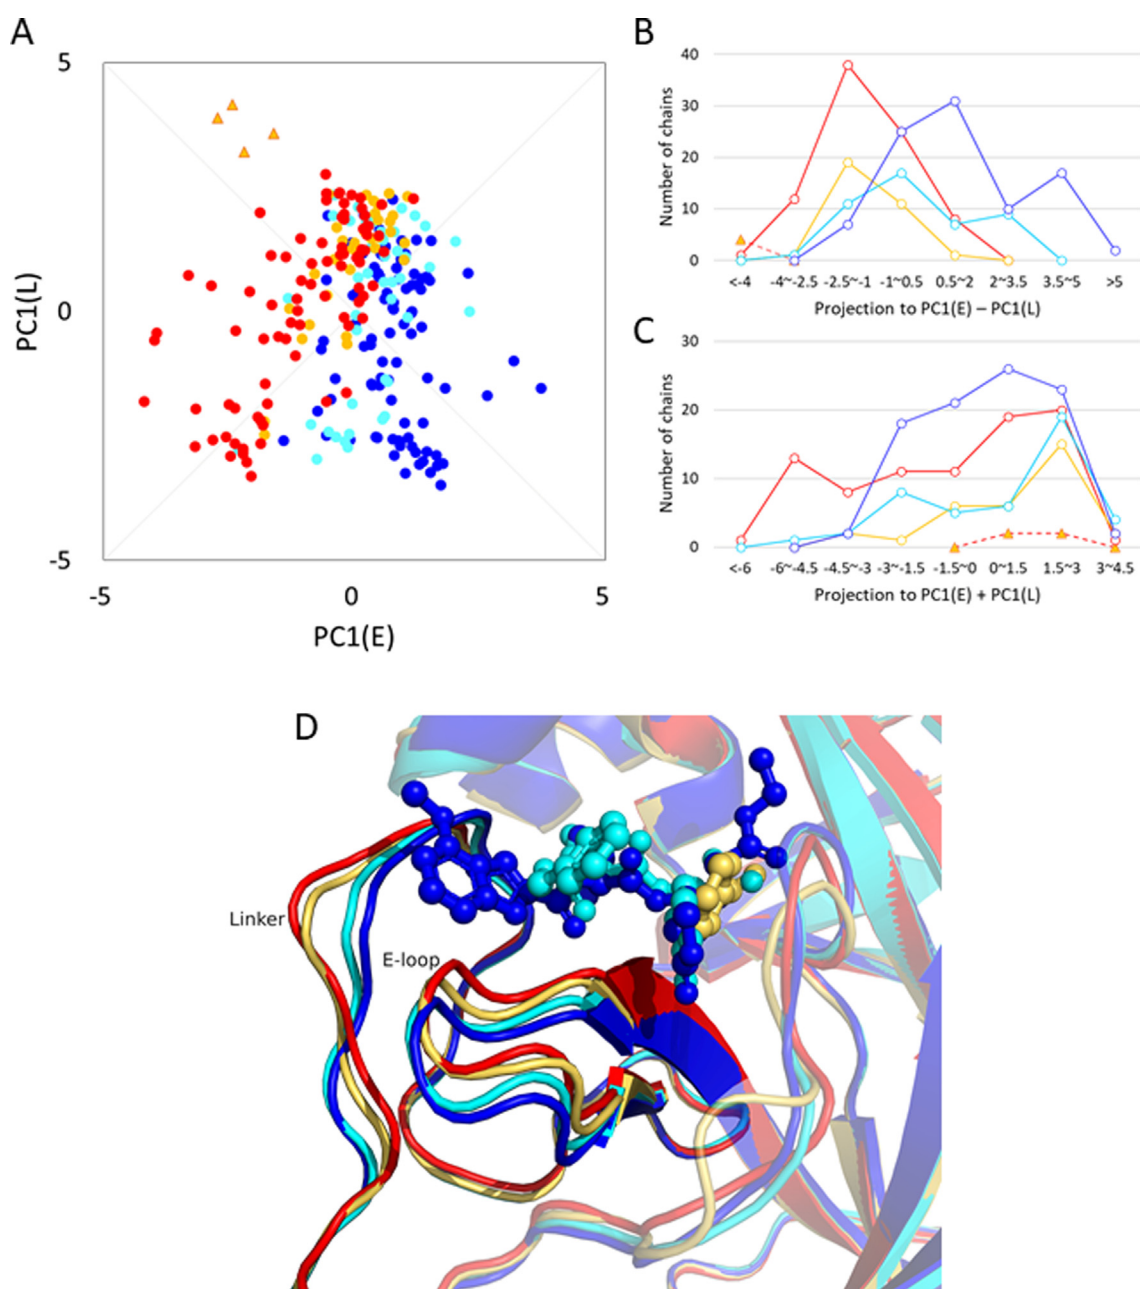 A
5
0
-5
-5
0
5
PC1(L)
PC1(E)
B
40
30
20
10
0
Number of chains
<-4 -4~-2.5 -2.5~-1 -1~0.5 0.5~2 2~3.5 3.5~5 >5
Projection to PC1(E) – PC1(L)
C
30
20
10
0
Number of chains
<-6 -6~-4.5 -4.5~-3 -3~-1.5 -1.5~0 0~1.5 1.5~3 3~4.5
Projection to PC1(E) + PC1(L)
D
Linker
E-loop